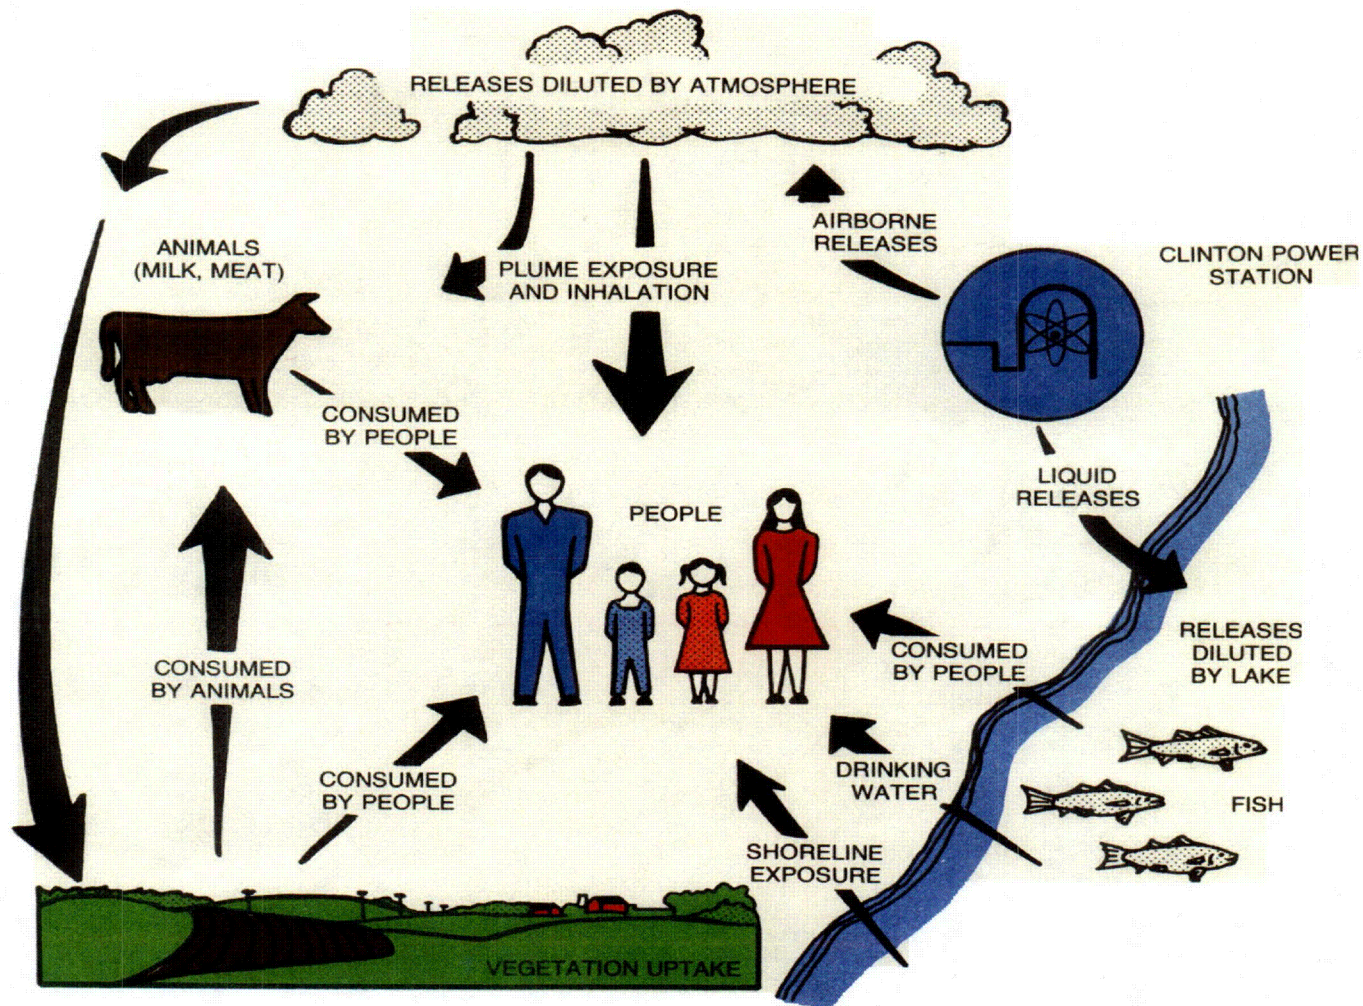 RELEASES DILUTED BY ATMOSPHERE
AIRBORNE
RELEASES
ANIMALS
(MILK, MEAT)
PLUME EXPOSURE
AND INHALATION
CLINTON POWER
STATION
CONSUMED
BY PEOPLE
LIQUID
RELEASES
PEOPLE
CONSUMED
BY ANIMALS
CONSUMED
BY PEOPLE
RELEASES
DILUTED
BY LAKE
CONSUMED
BY PEOPLE
DRINKING
WATER
FISH
SHORELINE
EXPOSURE
VEGETATION UPTAKE